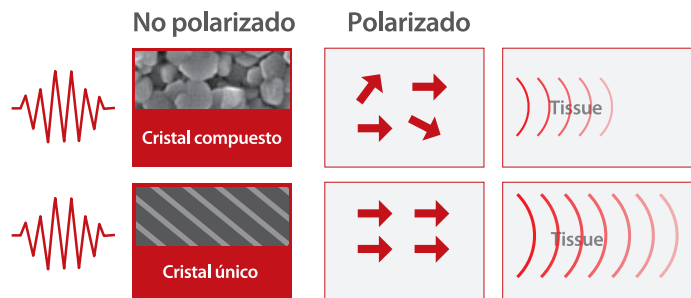 No polarizado
Polarizado
Cristal compuesto
Tissue
Cristal único
Tissue